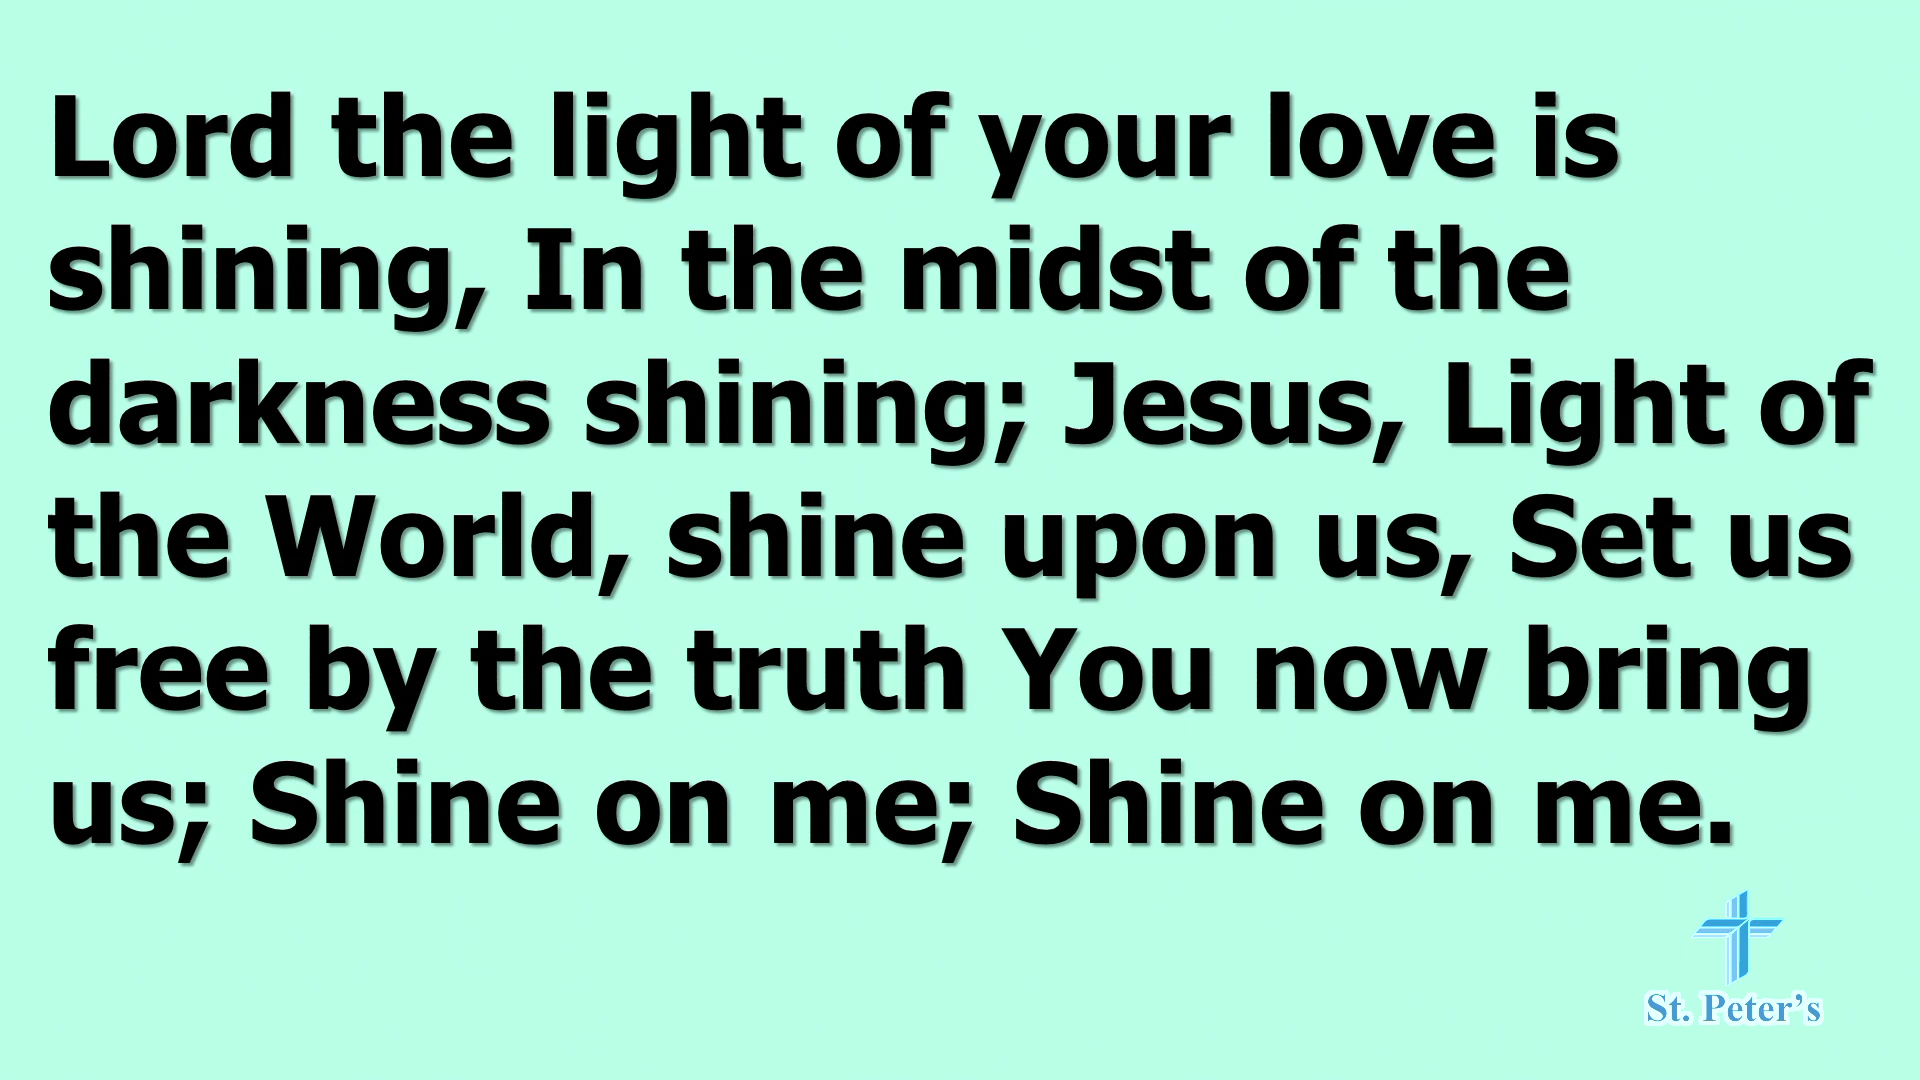 Lord the light of your love is
shining, In the midst of the
darkness shining; Jesus, Light of
the World, shine upon us, Set us
free by the truth You now bring
us; Shine on me; Shine on me.
St. Peter’s